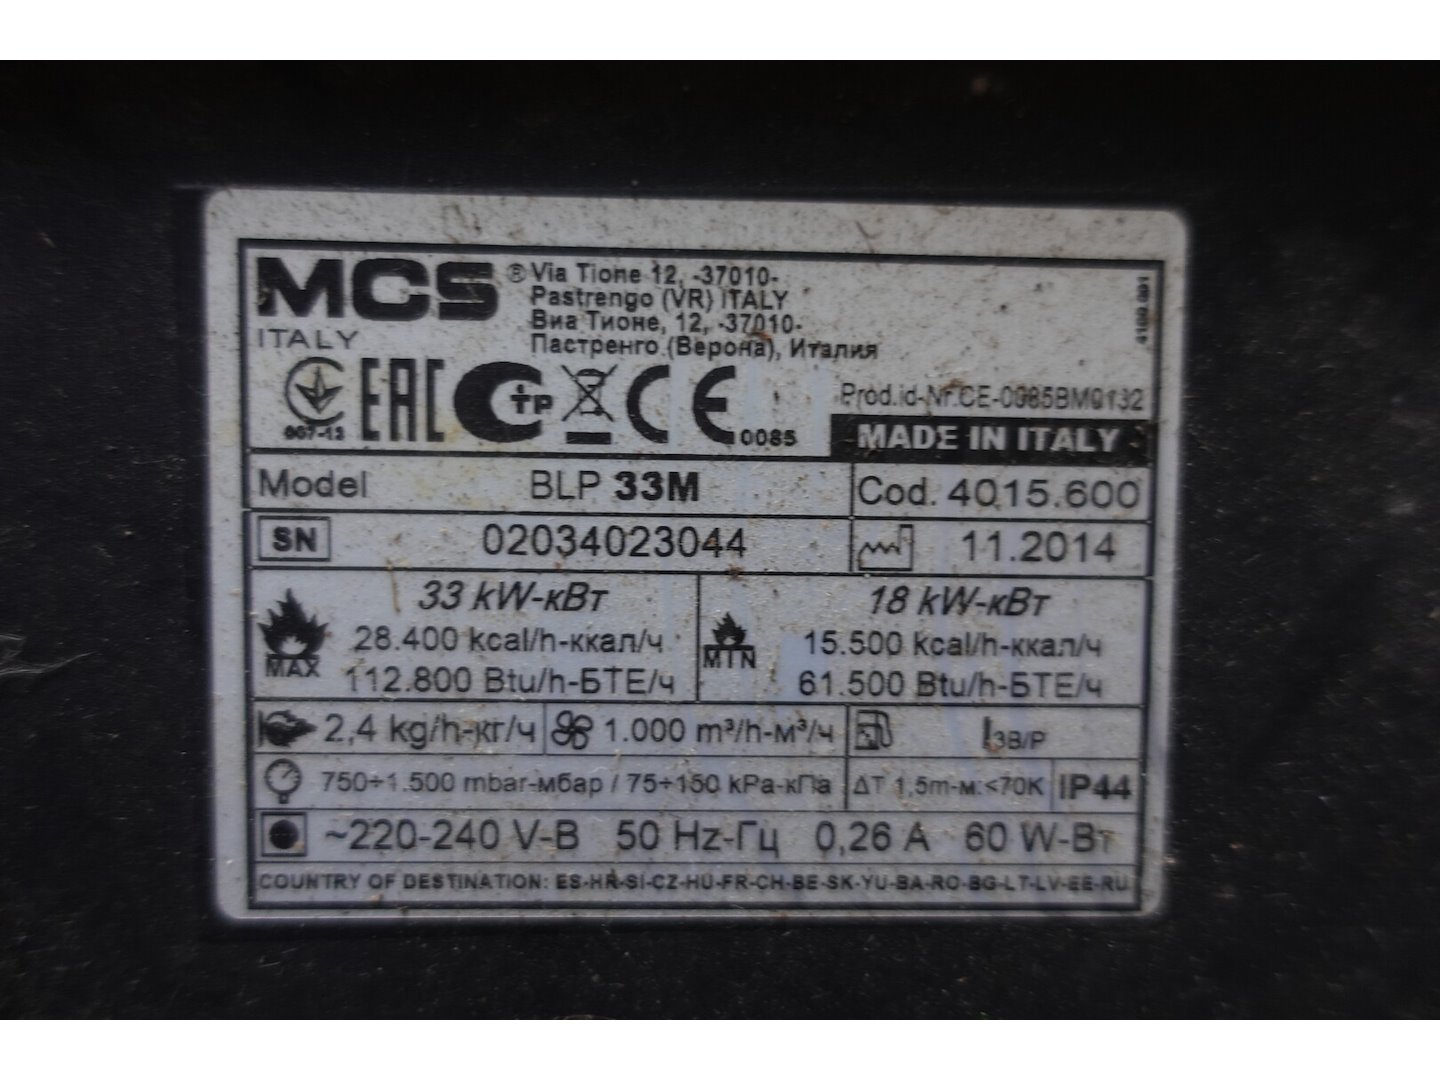 MCS® Via Tione 12, -37010-
Pastrengo (VR) ITALY
ITALY Виа Тионе, 12, -37010-
Пастренго (Верона), Италия
007-13 EAC CE 0085 Prod.id-Nr.CE-0085BM0132
MADE IN ITALY
Model BLP 33M Cod. 4015.600
SN 02034023044 11.2014
33 kW-кВт 18 kW-кВт
28.400 kcal/h-ккал/ч 15.500 kcal/h-ккал/ч
MAX 112.800 Btu/h-БТЕ/ч MIN 61.500 Btu/h-БТЕ/ч
2,4 kg/h-кг/ч 1.000 m³/h-м³/ч I3B/P
750÷1.500 mbar-мбар / 75÷150 kPa-кПа ΔT 1,5m-м:≤70K IP44
~220-240 V-В 50 Hz-Гц 0,26 A 60 W-Вт
COUNTRY OF DESTINATION: ES-HR-SI-CZ-HU-FR-CH-BE-SK-YU-BA-RO-BG-LT-LV-EE-RU